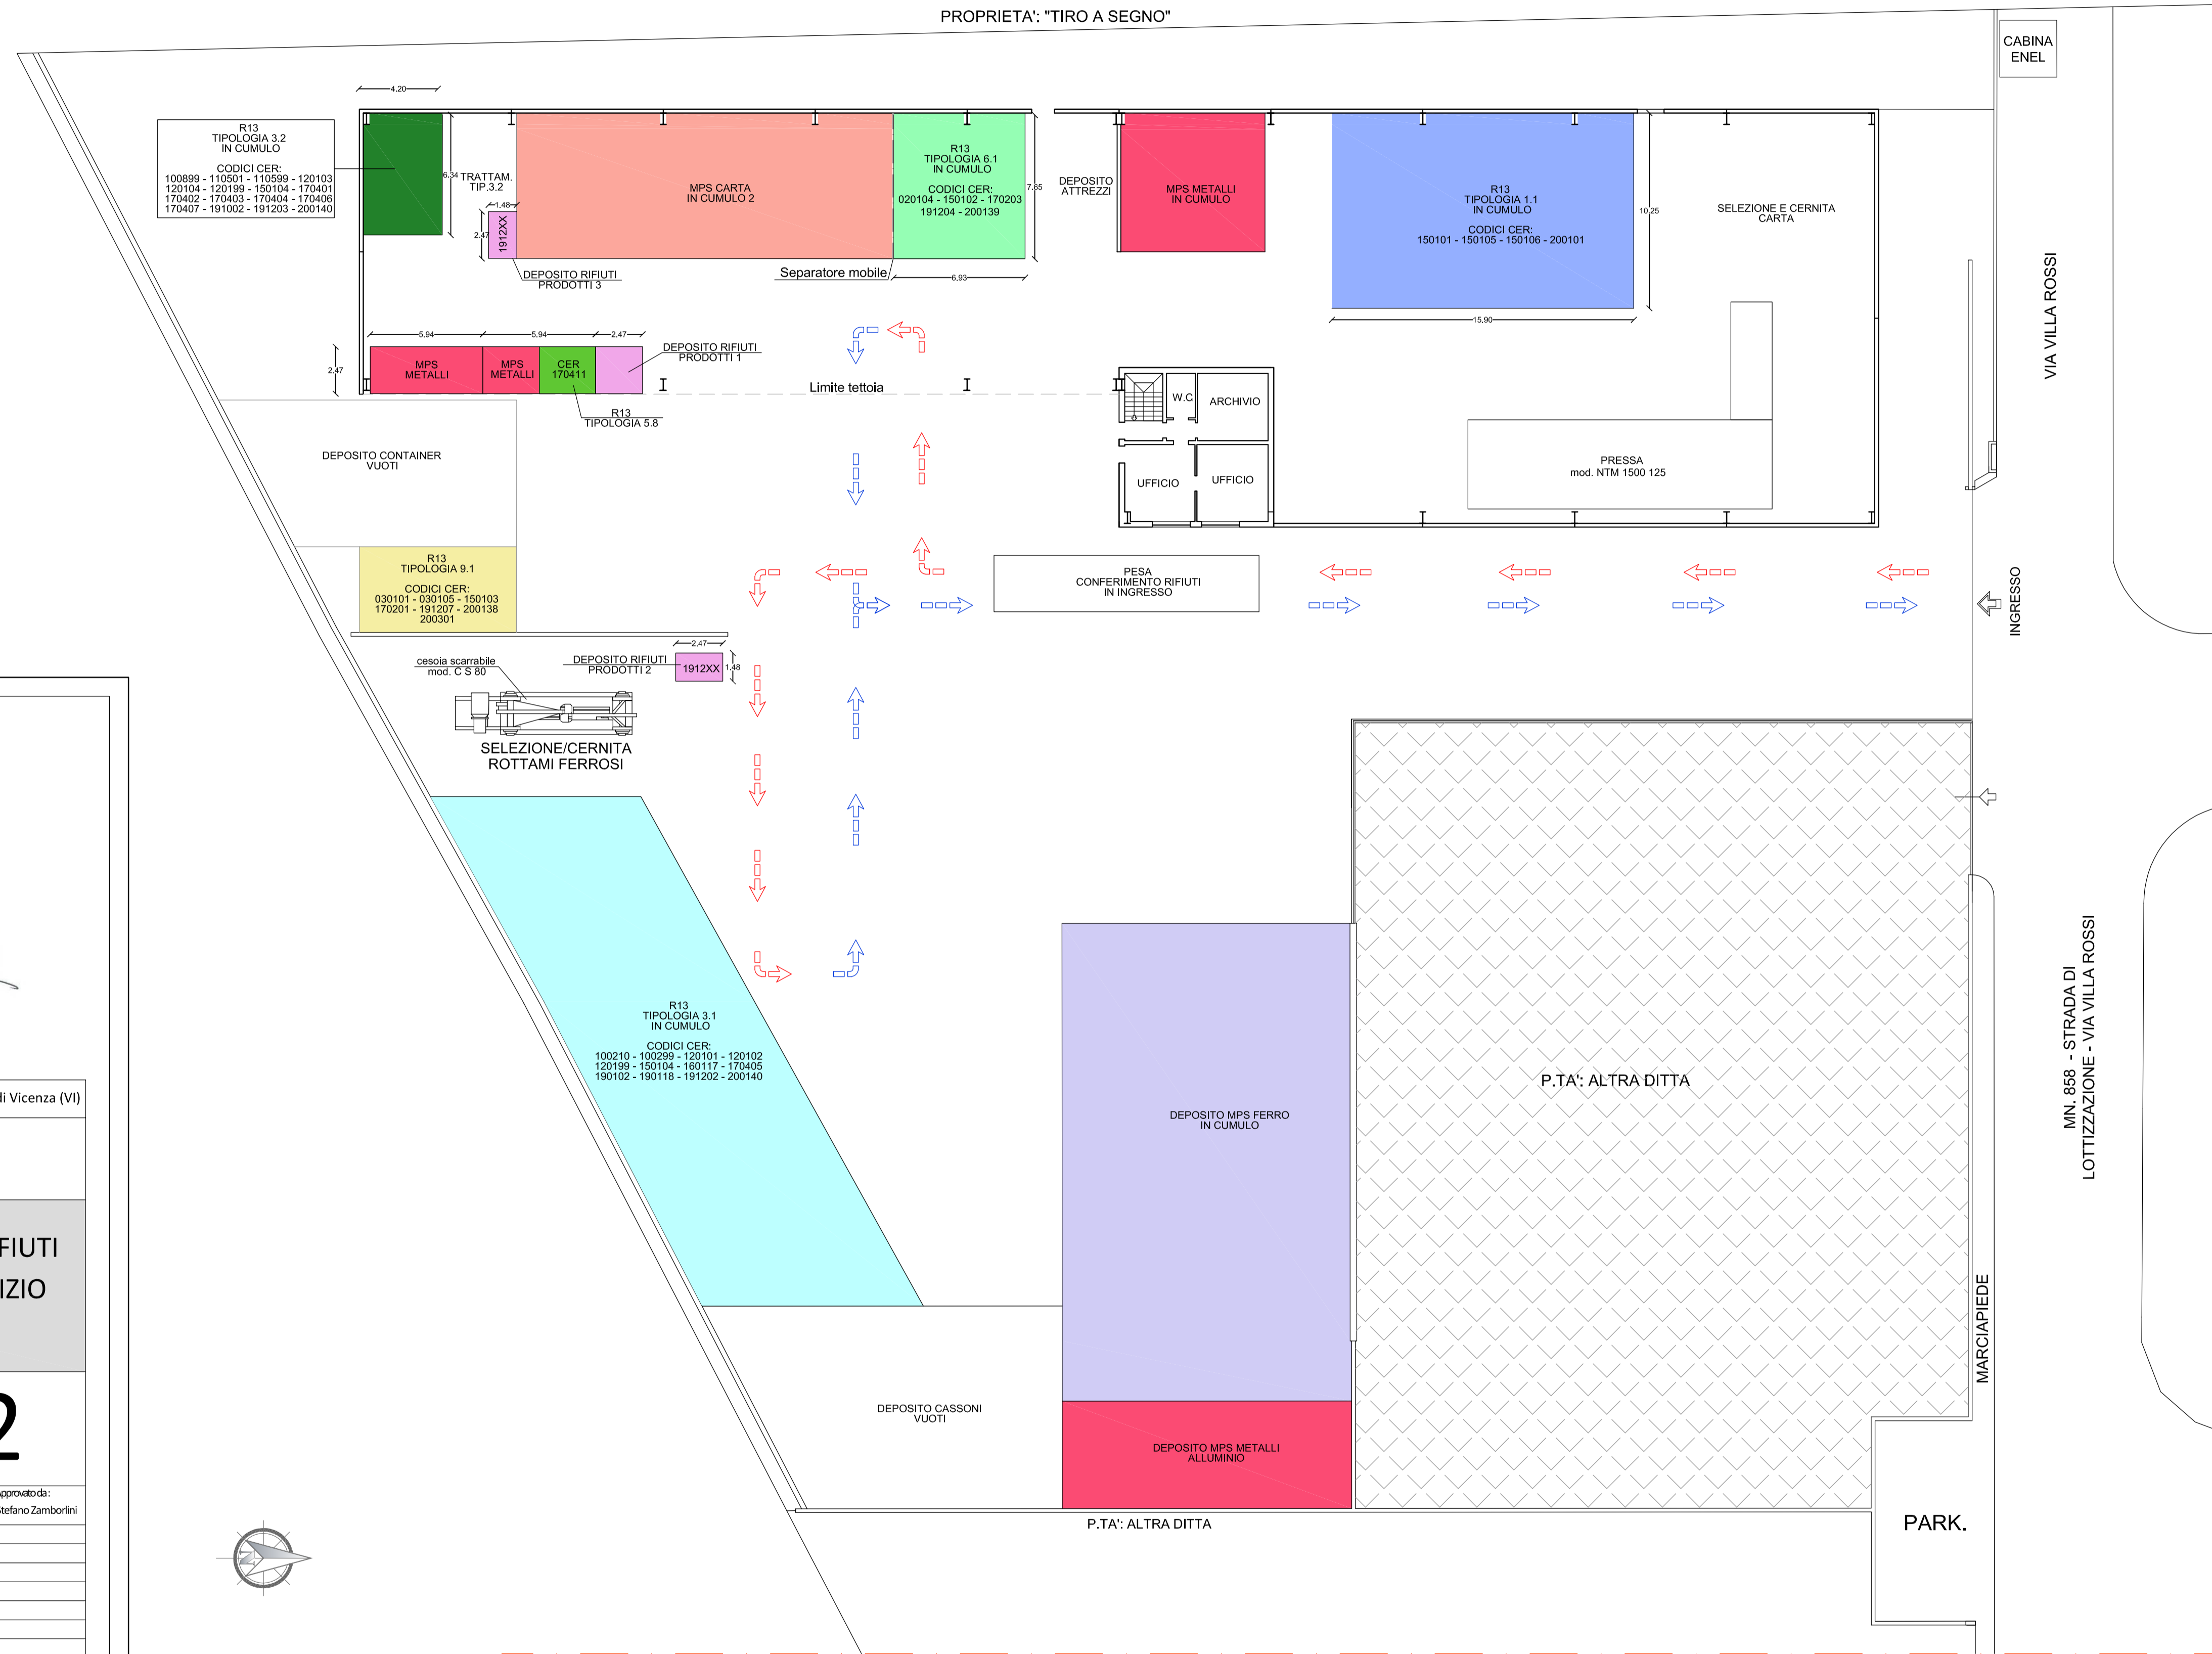 PROPRIETA': "TIRO A SEGNO"
CABINA
ENEL
4.20
R13
TIPOLOGIA 3.2
IN CUMULO
CODICI CER:
100899 - 110501 - 110599 - 120103
120104 - 120199 - 150104 - 170401
170402 - 170403 - 170404 - 170406
170407 - 191002 - 191203 - 200140
6.34
TRATTAM.
TIP.3.2
1.48
2.47
1912XX
DEPOSITO RIFIUTI
PRODOTTI 3
MPS CARTA
IN CUMULO 2
Separatore mobile
R13
TIPOLOGIA 6.1
IN CUMULO
CODICI CER:
020104 - 150102 - 170203
191204 - 200139
7.65
6.93
DEPOSITO
ATTREZZI
MPS METALLI
IN CUMULO
R13
TIPOLOGIA 1.1
IN CUMULO
CODICI CER:
150101 - 150105 - 150106 - 200101
10.25
15.90
SELEZIONE E CERNITA
CARTA
VIA VILLA ROSSI
5.94
5.94
2.47
2.47
MPS
METALLI
MPS
METALLI
CER
170411
DEPOSITO RIFIUTI
PRODOTTI 1
R13
TIPOLOGIA 5.8
Limite tettoia
W.C.
ARCHIVIO
UFFICIO
UFFICIO
PRESSA
mod. NTM 1500 125
DEPOSITO CONTAINER
VUOTI
R13
TIPOLOGIA 9.1
CODICI CER:
030101 - 030105 - 150103
170201 - 191207 - 200138
200301
PESA
CONFERIMENTO RIFIUTI
IN INGRESSO
INGRESSO
cesoia scarrabile
mod. C S 80
DEPOSITO RIFIUTI
PRODOTTI 2
2.47
1912XX
1.48
SELEZIONE/CERNITA
ROTTAMI FERROSI
R13
TIPOLOGIA 3.1
IN CUMULO
CODICI CER:
100210 - 100299 - 120101 - 120102
120199 - 150104 - 160117 - 170405
190102 - 190118 - 191202 - 200140
DEPOSITO MPS FERRO
IN CUMULO
P.TA': ALTRA DITTA
MN. 858 - STRADA DI
LOTTIZZAZIONE - VIA VILLA ROSSI
MARCIAPIEDE
DEPOSITO CASSONI
VUOTI
DEPOSITO MPS METALLI
ALLUMINIO
P.TA': ALTRA DITTA
PARK.
di Vicenza (VI)
FIUTI
IZIO
2
Approvato da :
Stefano Zamborlini
N